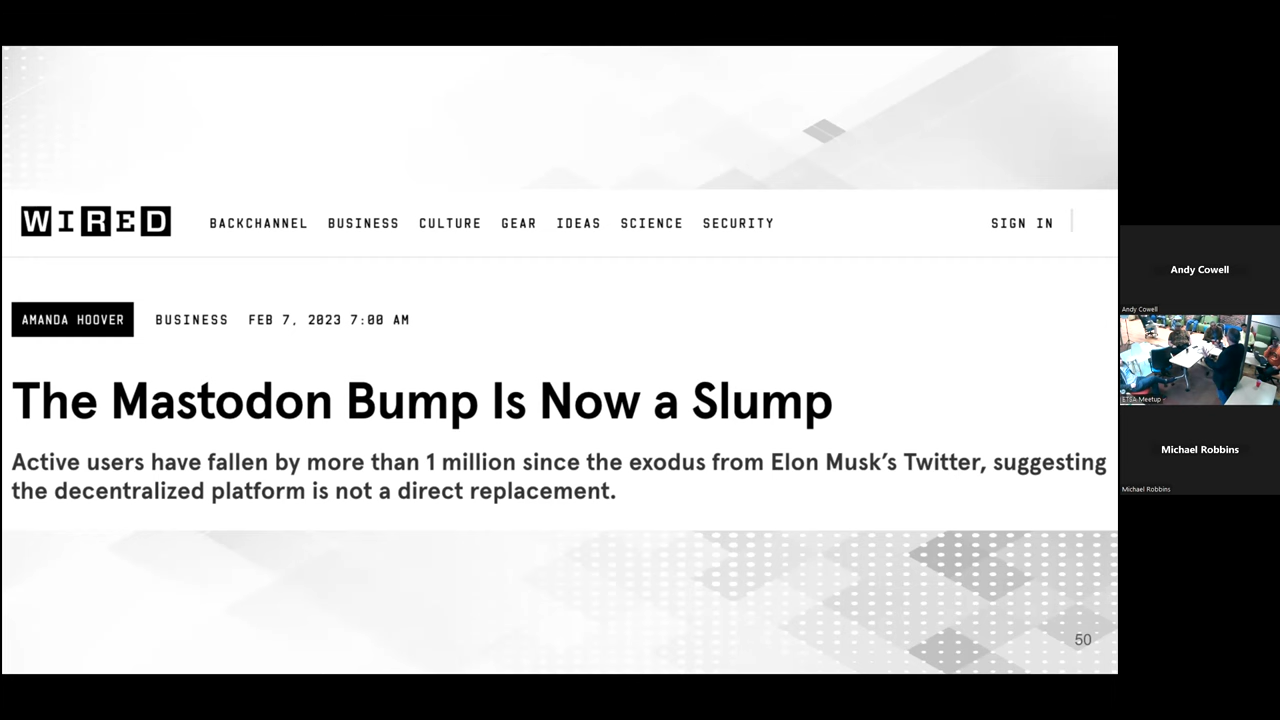 WIRED
BACKCHANNEL BUSINESS CULTURE GEAR IDEAS SCIENCE SECURITY
SIGN IN
AMANDA HOOVER BUSINESS FEB 7, 2023 7:00 AM
The Mastodon Bump Is Now a Slump
Active users have fallen by more than 1 million since the exodus from Elon Musk's Twitter, suggesting
the decentralized platform is not a direct replacement.
50
Andy Cowell
Andy Cowell
ETSA Meetup
Michael Robbins
Michael Robbins